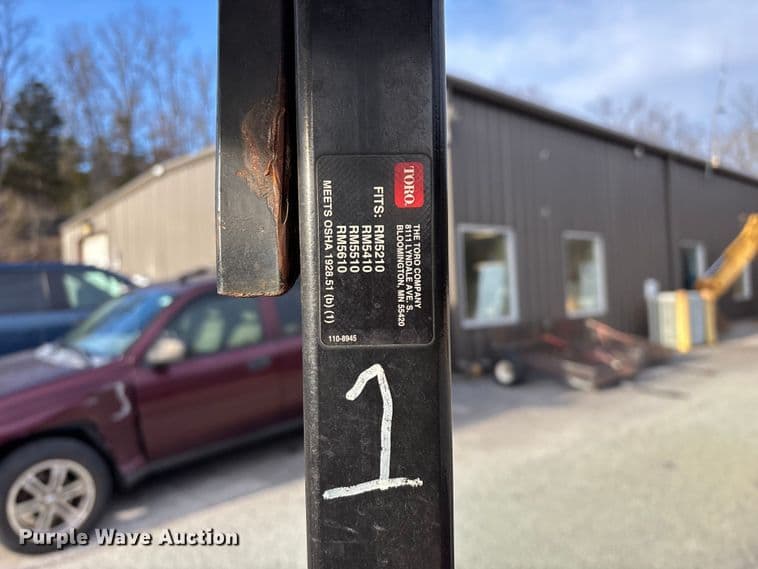 TORO
THE TORO COMPANY
8111 LYNDALE AVE. S.
BLOOMINGTON, MN 55420
FITS: RM5210
RM5410
RM5510
RM5610
MEETS OSHA 1928.51 (b) (1)
110-8945
1
Purple Wave Auction